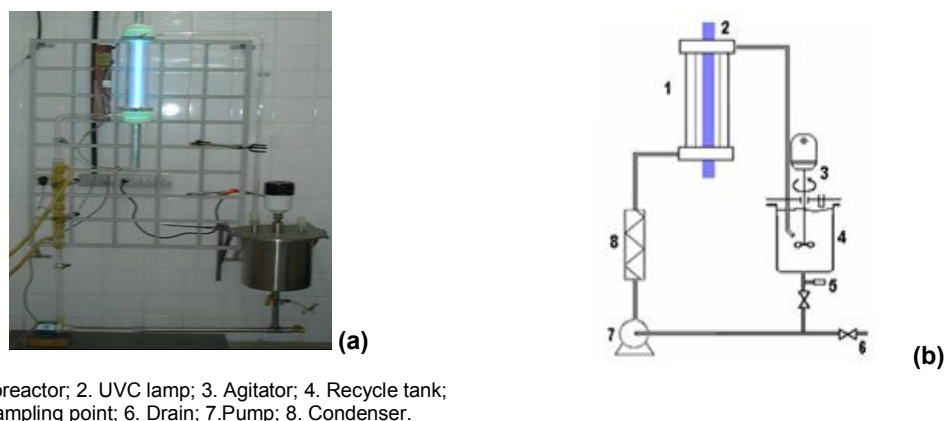 (a)
2
1
3
8
4
5
7
6
(b)
oreactor; 2. UVC lamp; 3. Agitator; 4. Recycle tank;
ampling point; 6. Drain; 7.Pump; 8. Condenser.